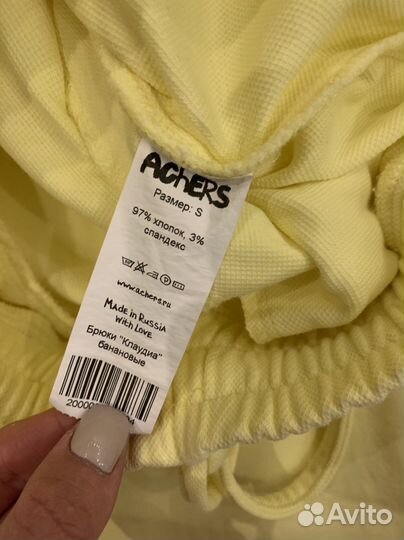 AChERS
Размер: S
97% хлопок, 3%
спандекс
www.achers.ru
MAde in Russia
With Love
Брюки "Клаудиа"
банановые
Avito